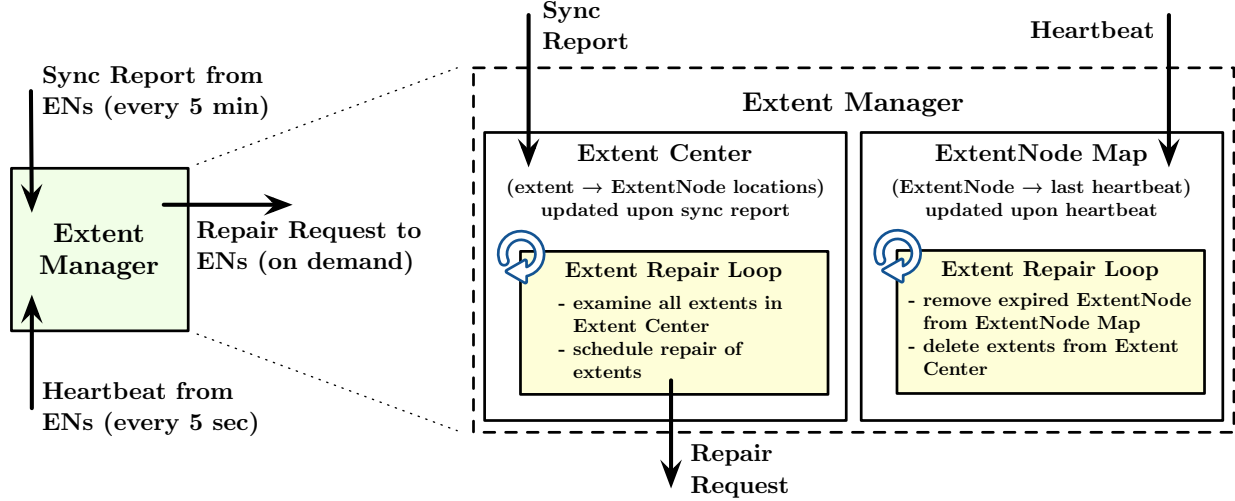 Sync Report from
ENs (every 5 min)
Extent
Manager
Repair Request to
ENs (on demand)
Heartbeat from
ENs (every 5 sec)
Sync
Report
Heartbeat
Extent Manager
Extent Center
(extent → ExtentNode locations)
updated upon sync report
Extent Repair Loop
- examine all extents in
Extent Center
- schedule repair of
extents
Repair
Request
ExtentNode Map
(ExtentNode → last heartbeat)
updated upon heartbeat
Extent Repair Loop
- remove expired ExtentNode
from ExtentNode Map
- delete extents from Extent
Center